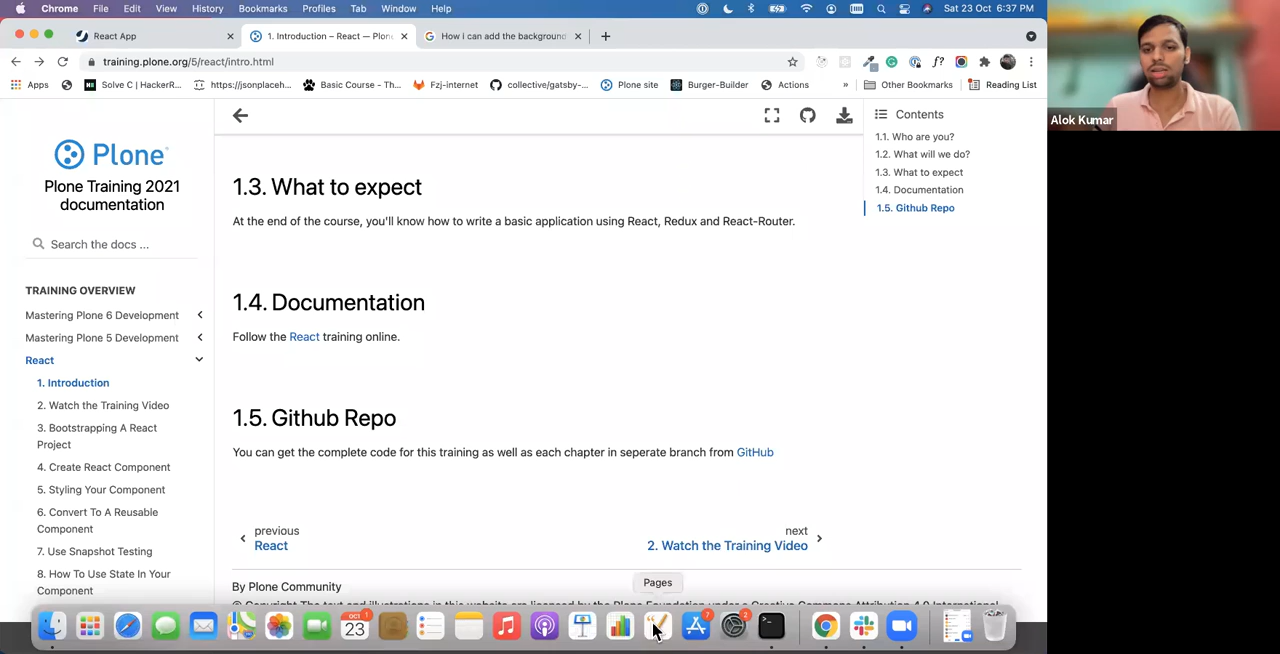 Chrome File Edit View History Bookmarks Profiles Tab Window Help Sat 23 Oct 6:37 PM
React App 1. Introduction – React — Plone How i can add the background
training.plone.org/5/react/intro.html
Apps Solve C | HackerR... https://jsonplaceh... Basic Course - Th... Fzj-internet collective/gatsby-... Plone site Burger-Builder Actions » Other Bookmarks Reading List
Alok Kumar
Plone
Plone Training 2021
documentation
Search the docs ...
TRAINING OVERVIEW
Mastering Plone 6 Development
Mastering Plone 5 Development
React
1. Introduction
2. Watch the Training Video
3. Bootstrapping A React
Project
4. Create React Component
5. Styling Your Component
6. Convert To A Reusable
Component
7. Use Snapshot Testing
8. How To Use State In Your
Component
1.3. What to expect
At the end of the course, you'll know how to write a basic application using React, Redux and React-Router.
1.4. Documentation
Follow the React training online.
1.5. Github Repo
You can get the complete code for this training as well as each chapter in seperate branch from GitHub
previous
React
next
2. Watch the Training Video
By Plone Community
Contents
1.1. Who are you?
1.2. What will we do?
1.3. What to expect
1.4. Documentation
1.5. Github Repo
Pages
OCT
23
1
7
2